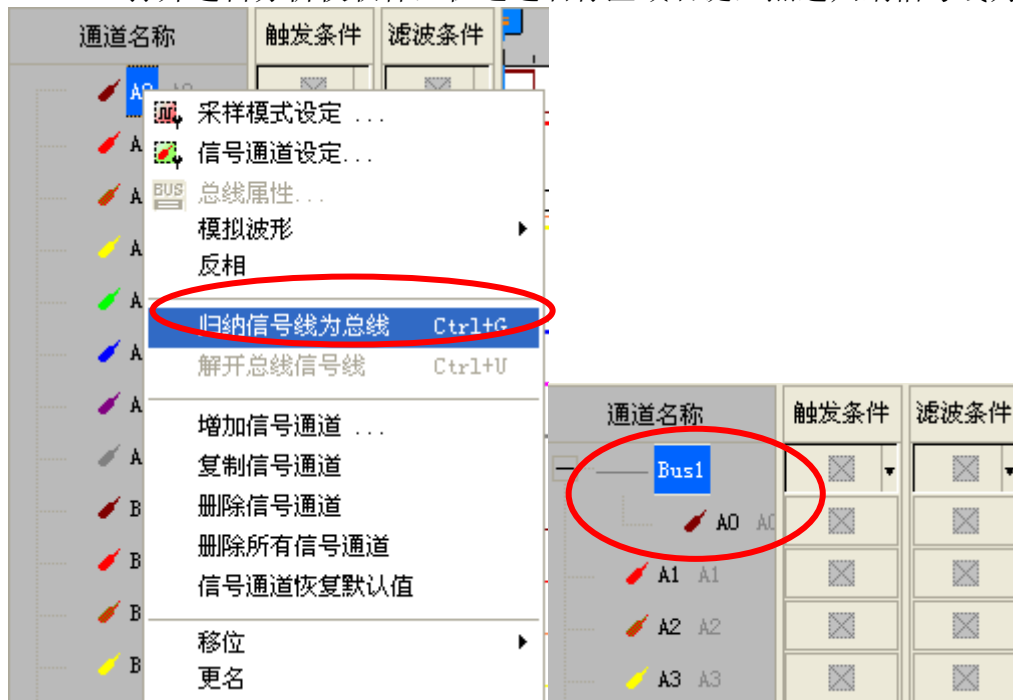 通道名称 触发条件 滤波条件
A0 A0
采样模式设定 ...
A
信号通道设定...
A
BUS 总线属性...
A
模拟波形
反相
A
归纳信号线为总线 Ctrl+G
A
解开总线信号线 Ctrl+U
A
增加信号通道 ...
A
复制信号通道
B
删除信号通道
删除所有信号通道
B
信号通道恢复默认值
B
移位
B
更名
通道名称 触发条件 滤波条件
Bus1
A0 A0
A1 A1
A2 A2
A3 A3